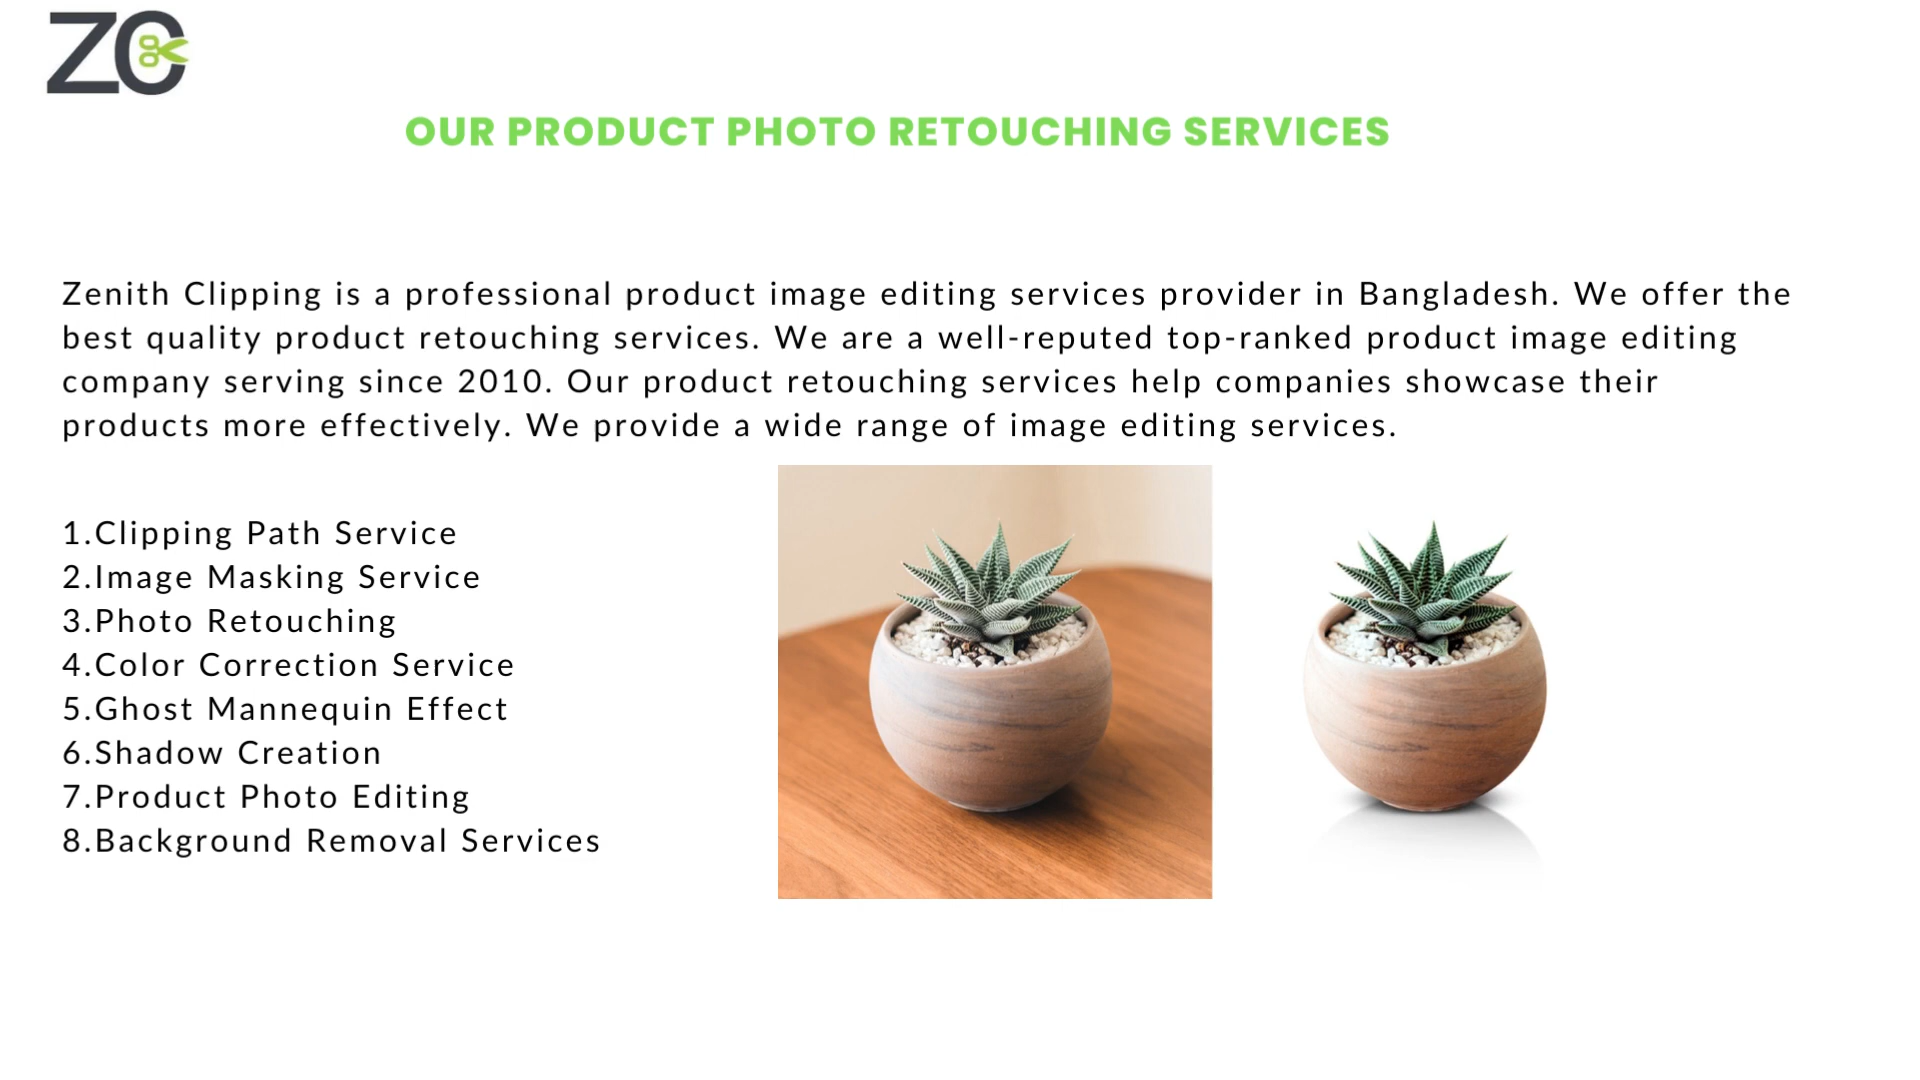 ZC
OUR PRODUCT PHOTO RETOUCHING SERVICES
Zenith Clipping is a professional product image editing services provider in Bangladesh. We offer the
best quality product retouching services. We are a well-reputed top-ranked product image editing
company serving since 2010. Our product retouching services help companies showcase their
products more effectively. We provide a wide range of image editing services.
1.Clipping Path Service
2.Image Masking Service
3.Photo Retouching
4.Color Correction Service
5.Ghost Mannequin Effect
6.Shadow Creation
7.Product Photo Editing
8.Background Removal Services